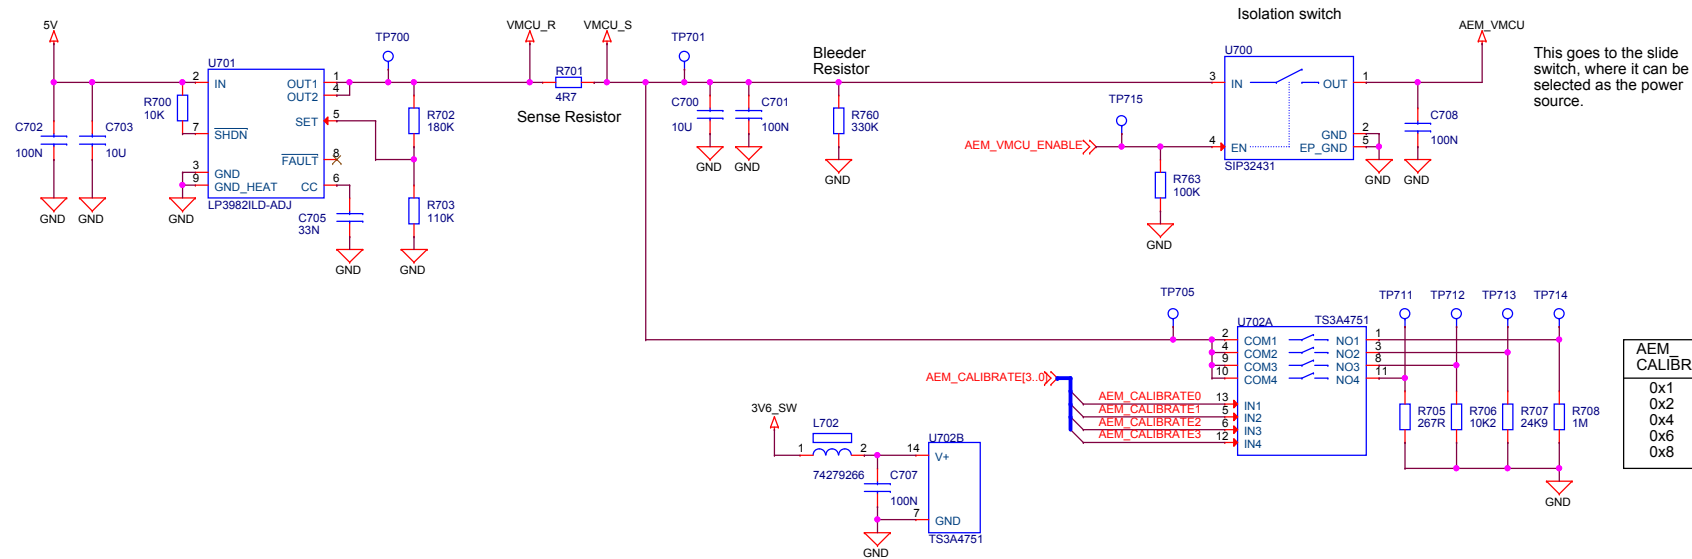 Isolation switch
5V
VMCU_R
VMCU_S
AEM_VMCU
TP700
TP701
U701
2
IN
OUT1
1
OUT2
4
SET
5
R700
10K
7
SHDN
FAULT
8
3
GND
9
GND_HEAT
CC
6
LP3982ILD-ADJ
C702
100N
C703
10U
GND
GND
GND
C705
33N
GND
R702
180K
R703
110K
GND
R701
4R7
Sense Resistor
C700
10U
C701
100N
GND
GND
Bleeder
Resistor
R760
330K
GND
TP715
AEM_VMCU_ENABLE
R763
100K
GND
U700
3
IN
OUT
1
4
EN
GND
2
EP_GND
5
SIP32431
GND
C708
100N
GND
This goes to the slide
switch, where it can be
selected as the power
source.
TP705
TP711
TP712
TP713
TP714
U702A
TS3A4751
2
COM1
NO1
1
4
COM2
NO2
3
9
COM3
NO3
8
10
COM4
NO4
11
AEM_CALIBRATE[3..0]
AEM_CALIBRATE0
13
IN1
AEM_CALIBRATE1
5
IN2
AEM_CALIBRATE2
6
IN3
AEM_CALIBRATE3
12
IN4
R705
267R
R706
10K2
R707
24K9
R708
1M
GND
AEM_
CALIBR
0x1
0x2
0x4
0x6
0x8
3V6_SW
L702
1
2
74279266
C707
100N
GND
U702B
14
V+
7
GND
TS3A4751